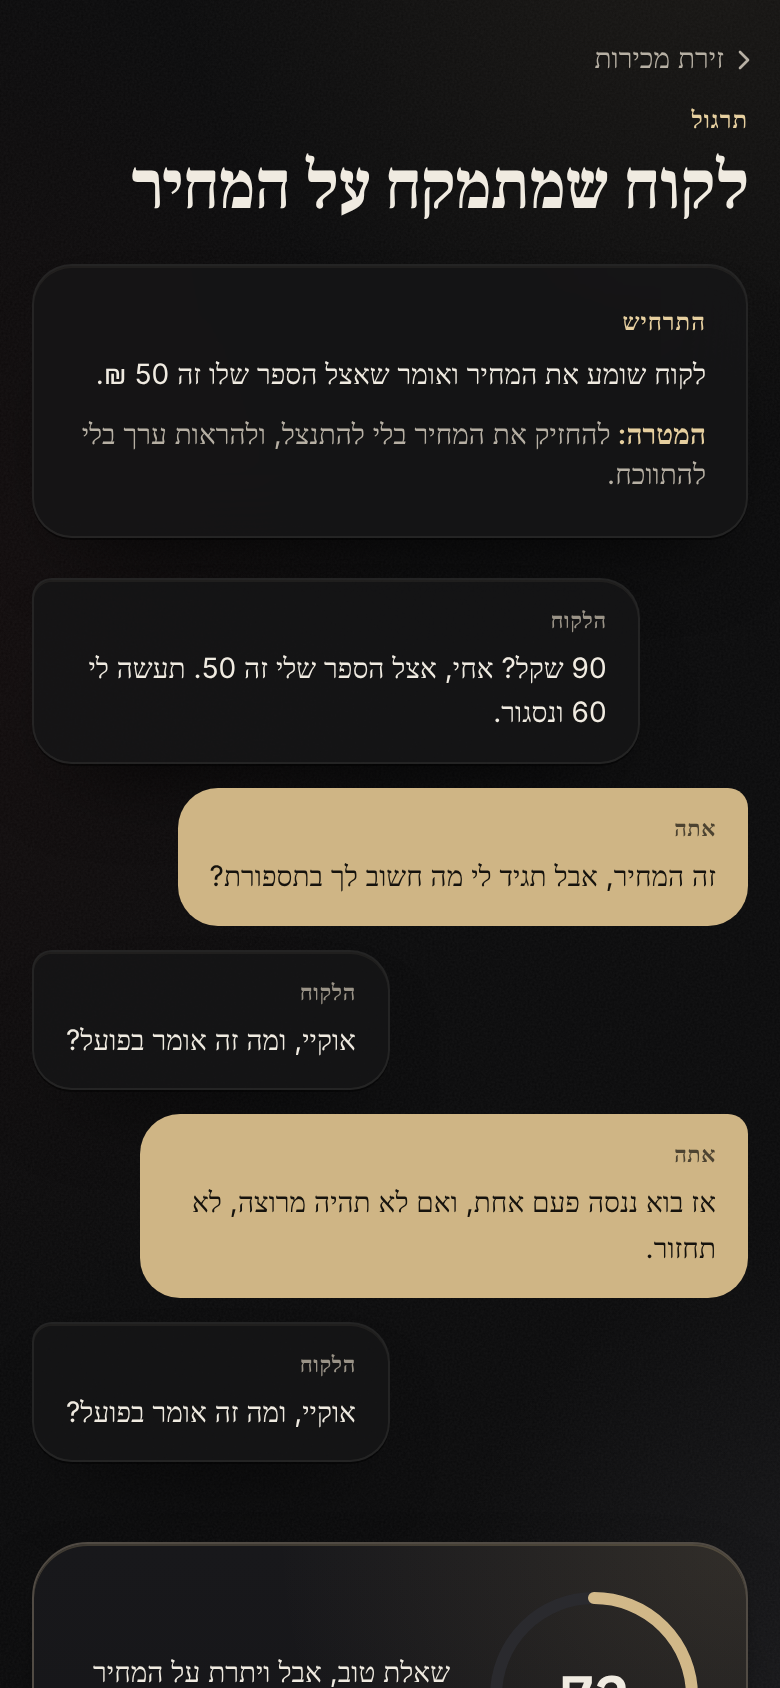 זירת מכירות
תרגול
לקוח שמתמקח על המחיר
התרחיש
לקוח שומע את המחיר ואומר שאצל הספר שלו זה 50 ₪.
המטרה: להחזיק את המחיר בלי להתנצל, ולהראות ערך בלי
להתווכח.
הלקוח
90 שקל? אחי, אצל הספר שלי זה 50. תעשה לי
60 ונסגור.
אתה
זה המחיר, אבל תגיד לי מה חשוב לך בתספורת?
הלקוח
אוקיי, ומה זה אומר בפועל?
אתה
אז בוא ננסה פעם אחת, ואם לא תהיה מרוצה, לא
תחזור.
הלקוח
אוקיי, ומה זה אומר בפועל?
שאלת טוב, אבל ויתרת על המחיר